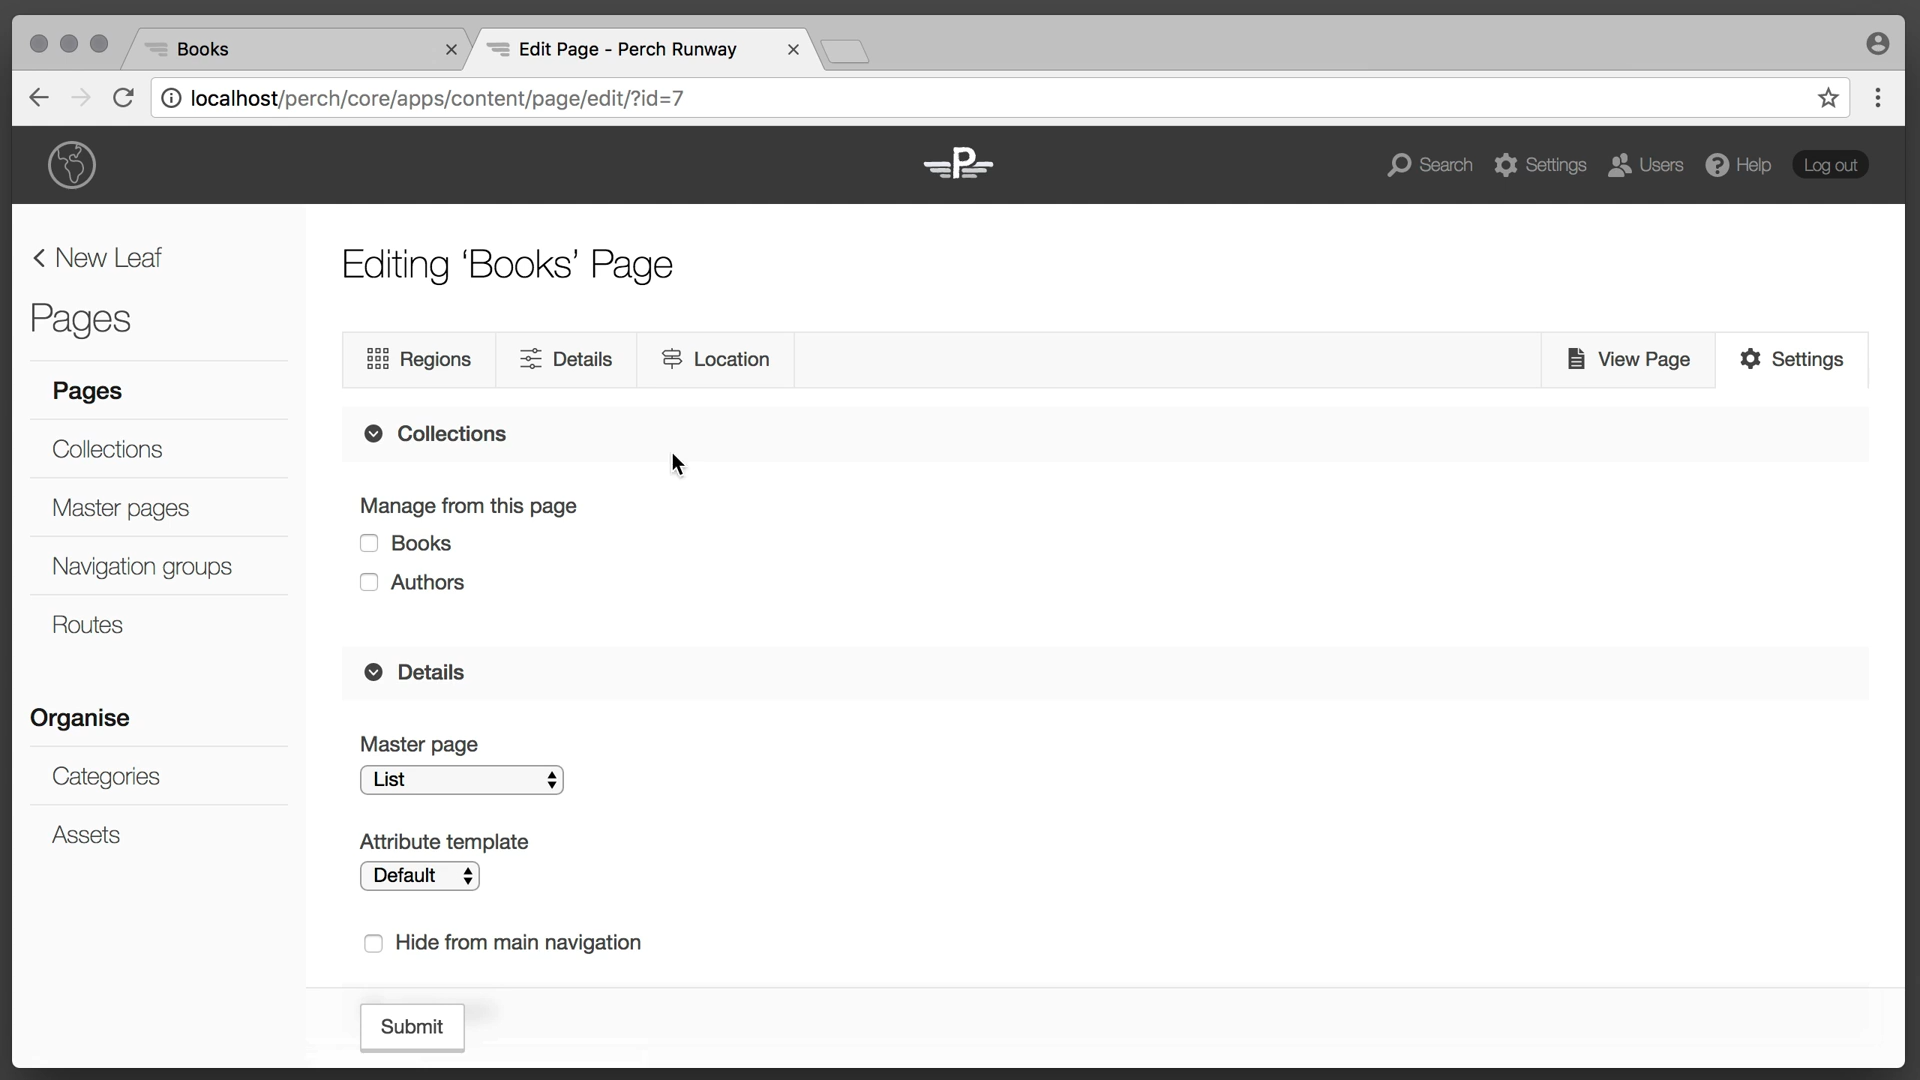 Books
Edit Page - Perch Runway
localhost/perch/core/apps/content/page/edit/?id=7
P
Search
Settings
Users
Help
Log out
New Leaf
Pages
Pages
Collections
Master pages
Navigation groups
Routes
Organise
Categories
Assets
Editing ‘Books’ Page
Regions
Details
Location
View Page
Settings
Collections
Manage from this page
Books
Authors
Details
Master page
List
Attribute template
Default
Hide from main navigation
Submit